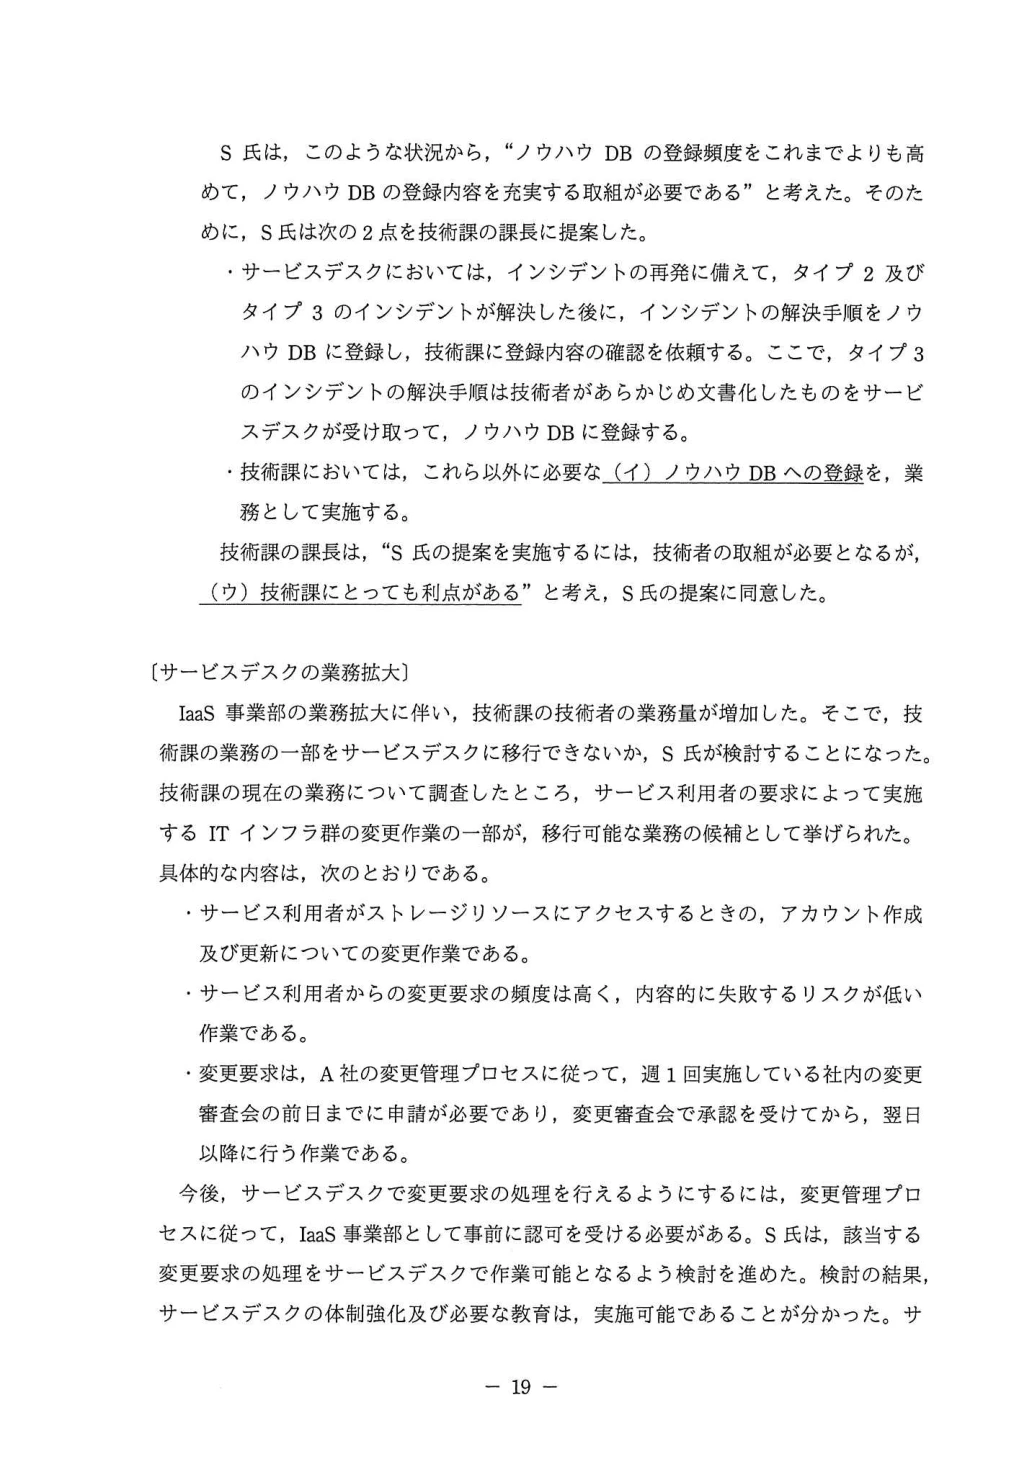 S 氏は，このような状況から，“ノウハウ DB の登録頻度をこれまでよりも高
めて，ノウハウ DB の登録内容を充実する取組が必要である” と考えた。そのた
めに，S 氏は次の 2 点を技術課の課長に提案した。
・サービスデスクにおいては，インシデントの再発に備えて，タイプ 2 及び
タイプ 3 のインシデントが解決した後に，インシデントの解決手順をノウ
ハウ DB に登録し，技術課に登録内容の確認を依頼する。ここで，タイプ 3
のインシデントの解決手順は技術者があらかじめ文書化したものをサービ
スデスクが受け取って，ノウハウ DB に登録する。
・技術課においては，これら以外に必要な（イ）ノウハウ DB への登録を，業
務として実施する。
技術課の課長は，“S 氏の提案を実施するには，技術者の取組が必要となるが，
（ウ）技術課にとっても利点がある” と考え，S 氏の提案に同意した。
〔サービスデスクの業務拡大〕
IaaS 事業部の業務拡大に伴い，技術課の技術者の業務量が増加した。そこで，技
術課の業務の一部をサービスデスクに移行できないか，S 氏が検討することになった。
技術課の現在の業務について調査したところ，サービス利用者の要求によって実施
する IT インフラ群の変更作業の一部が，移行可能な業務の候補として挙げられた。
具体的な内容は，次のとおりである。
・サービス利用者がストレージリソースにアクセスするときの，アカウント作成
及び更新についての変更作業である。
・サービス利用者からの変更要求の頻度は高く，内容的に失敗するリスクが低い
作業である。
・変更要求は，A 社の変更管理プロセスに従って，週 1 回実施している社内の変更
審査会の前日までに申請が必要であり，変更審査会で承認を受けてから，翌日
以降に行う作業である。
今後，サービスデスクで変更要求の処理を行えるようにするには，変更管理プロ
セスに従って，IaaS 事業部として事前に認可を受ける必要がある。S 氏は，該当する
変更要求の処理をサービスデスクで作業可能となるよう検討を進めた。検討の結果，
サービスデスクの体制強化及び必要な教育は，実施可能であることが分かった。サ
－ 19 －